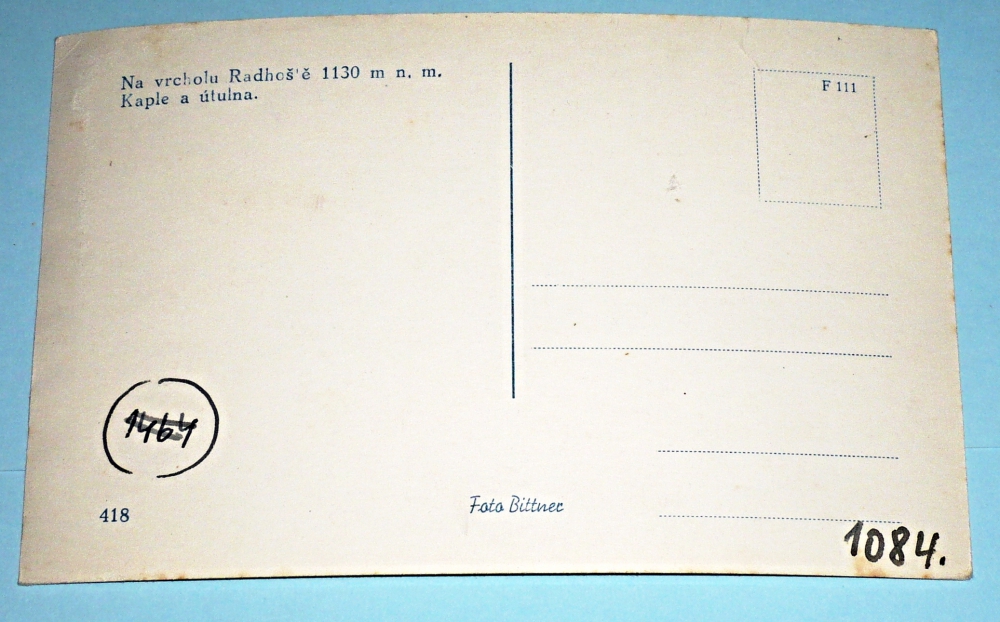 Na vrcholu Radhoš'ě 1130 m n. m.
Kaple a útulna.
F 111
1464
418
Foto Bittner
1084.